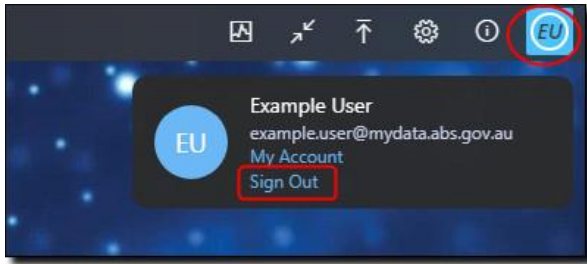 EU
EU
Example User
example.user@mydata.abs.gov.au
My Account
Sign Out